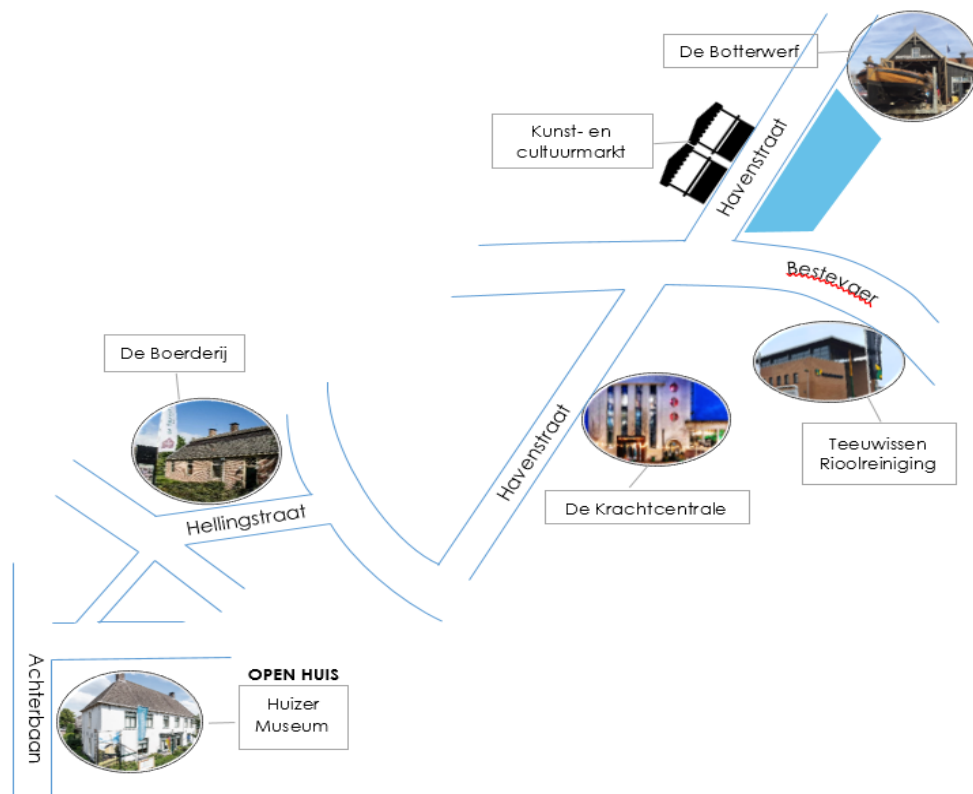 De Botterwerf
Kunst- en
cultuurmarkt
Havenstraat
Bestevaer
De Boerderij
Havenstraat
Teeuwissen
Rioolreiniging
De Krachtcentrale
Hellingstraat
Achterbaan
OPEN HUIS
Huizer
Museum